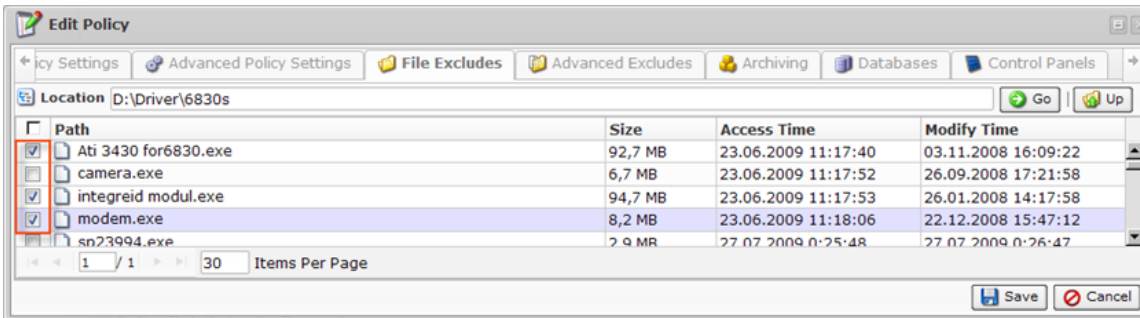 Edit Policy
icy Settings Advanced Policy Settings File Excludes Advanced Excludes Archiving Databases Control Panels
Location D:\Driver\6830s Go Up
Path Size Access Time Modify Time
Ati 3430 for6830.exe 92,7 MB 23.06.2009 11:17:40 03.11.2008 16:09:22
camera.exe 6,7 MB 23.06.2009 11:17:52 26.09.2008 17:21:58
integreid modul.exe 94,7 MB 23.06.2009 11:17:53 26.01.2008 14:17:58
modem.exe 8,2 MB 23.06.2009 11:18:06 22.12.2008 15:47:12
sp23994.exe 2,9 MB 27.07.2009 0:25:48 27.07.2009 0:26:47
1 / 1 30 Items Per Page
Save Cancel